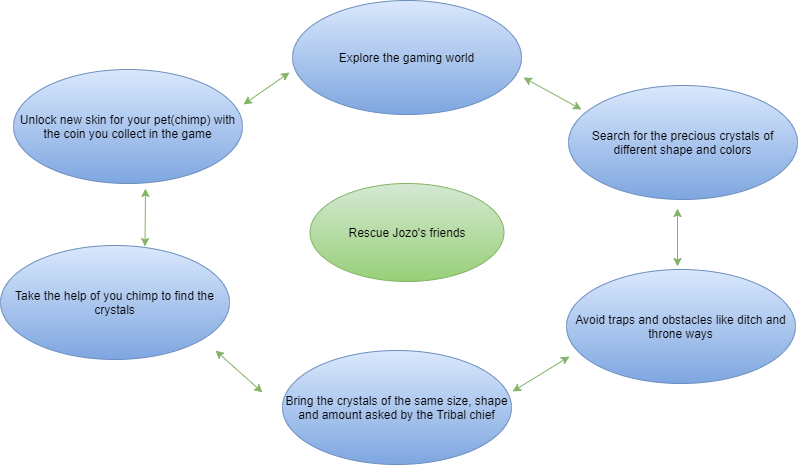 Explore the gaming world
Unlock new skin for your pet(chimp) with
the coin you collect in the game
Search for the precious crystals of
different shape and colors
Rescue Jozo's friends
Take the help of you chimp to find the
crystals
Avoid traps and obstacles like ditch and
throne ways
Bring the crystals of the same size, shape
and amount asked by the Tribal chief